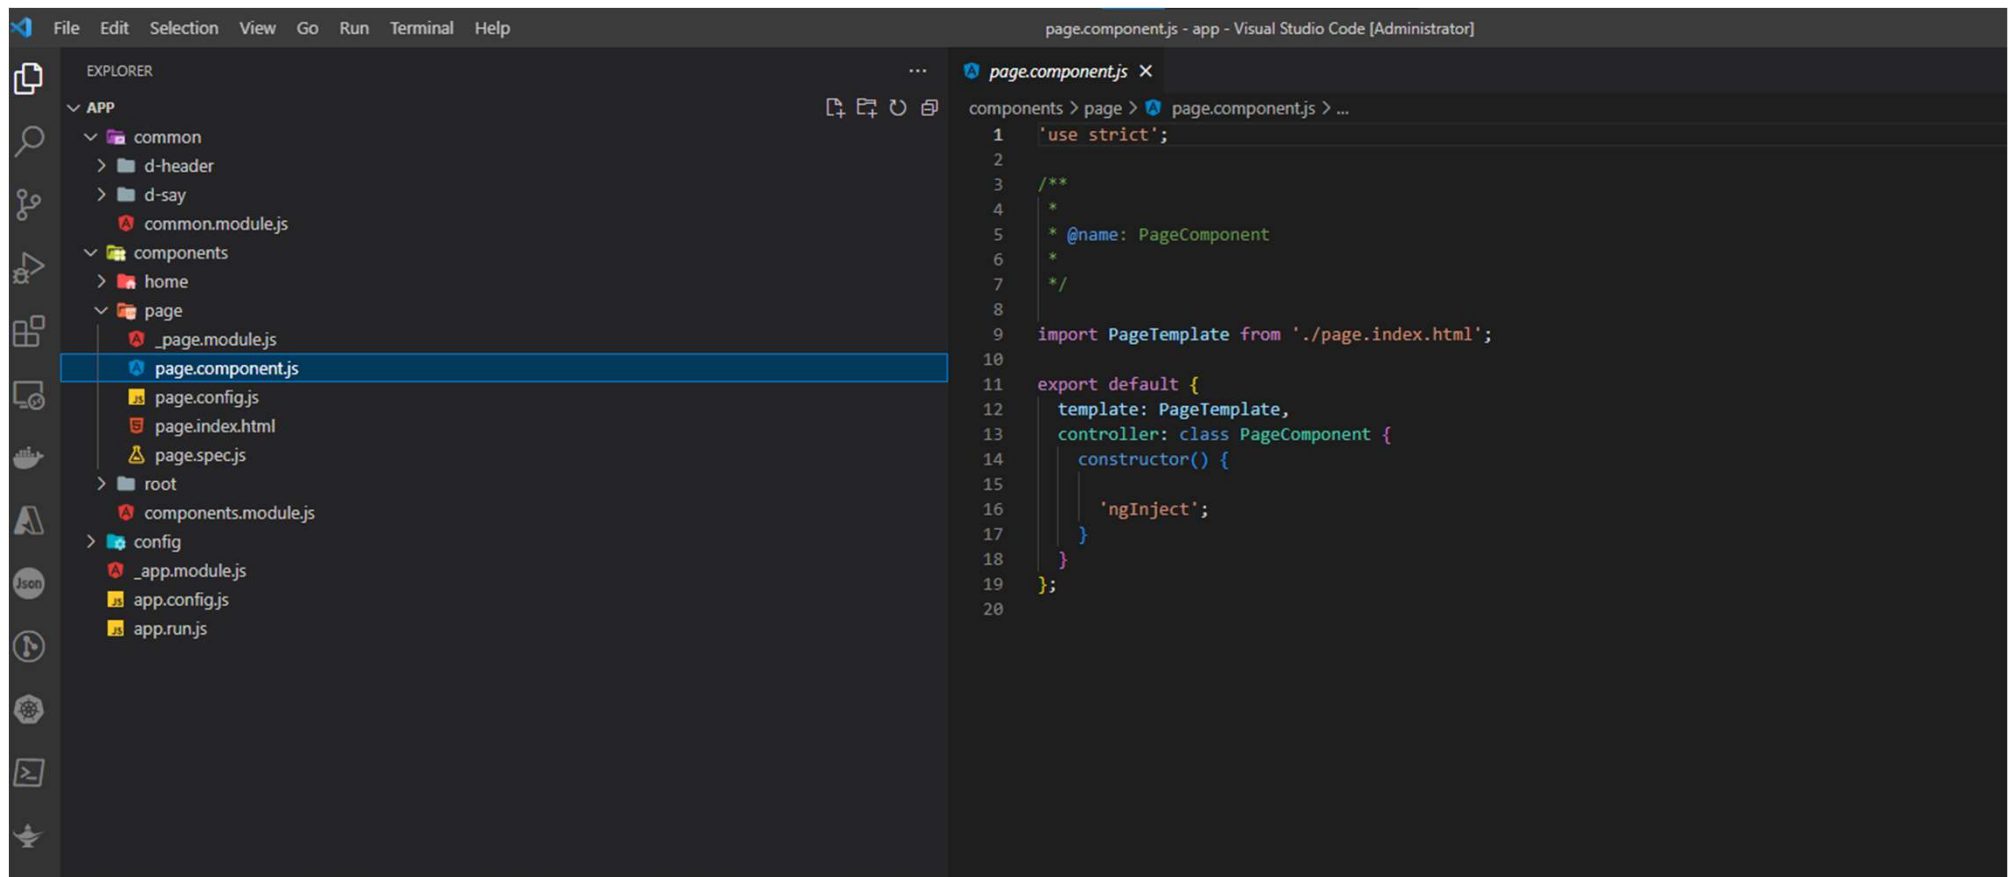 File Edit Selection View Go Run Terminal Help
page.component.js - app - Visual Studio Code [Administrator]
EXPLORER
APP
common
d-header
d-say
common.module.js
components
home
page
_page.module.js
page.component.js
page.config.js
page.index.html
page.spec.js
root
components.module.js
config
_app.module.js
app.config.js
app.run.js
Json
page.component.js
components > page > page.component.js > ...
1 'use strict';
2
3 /**
4 *
5 * @name: PageComponent
6 *
7 */
8
9 import PageTemplate from './page.index.html';
10
11 export default {
12 template: PageTemplate,
13 controller: class PageComponent {
14 constructor() {
15
16 'ngInject';
17 }
18 }
19 };
20